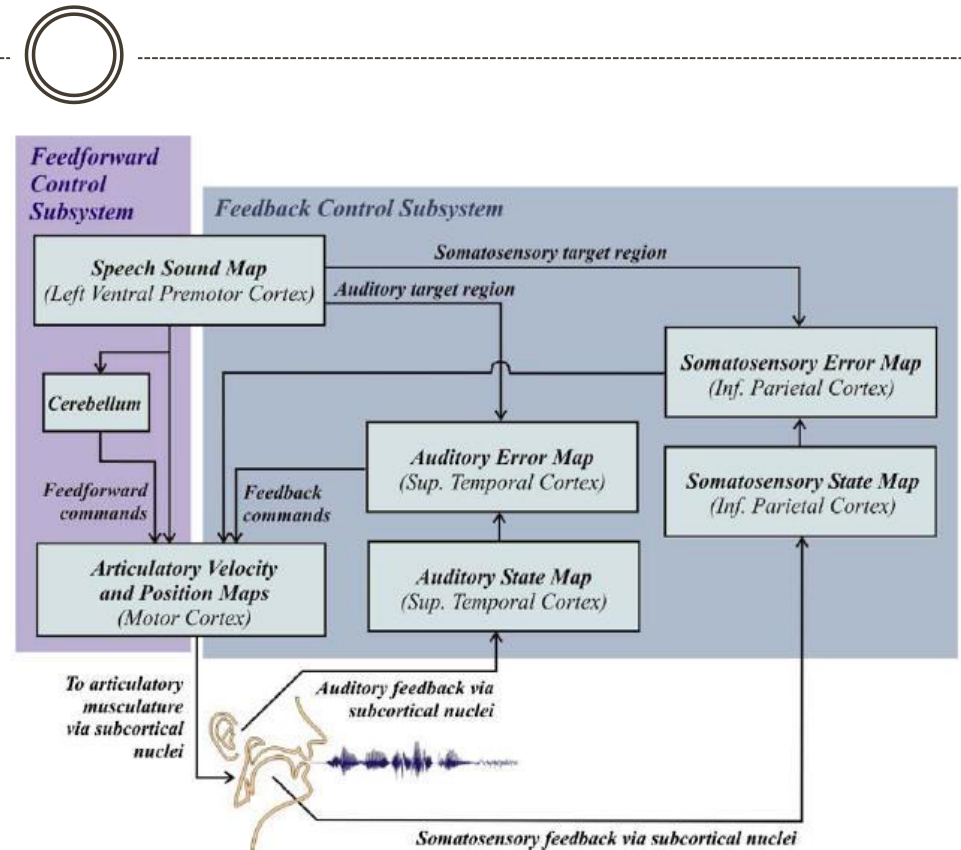 Feedforward
Control
Subsystem
Feedback Control Subsystem
Speech Sound Map
(Left Ventral Premotor Cortex)
Somatosensory target region
Auditory target region
Somatosensory Error Map
(Inf. Parietal Cortex)
Cerebellum
Auditory Error Map
(Sup. Temporal Cortex)
Somatosensory State Map
(Inf. Parietal Cortex)
Feedforward
commands
Feedback
commands
Articulatory Velocity
and Position Maps
(Motor Cortex)
Auditory State Map
(Sup. Temporal Cortex)
To articulatory
musculature
via subcortical
nuclei
Auditory feedback via
subcortical nuclei
Somatosensory feedback via subcortical nuclei